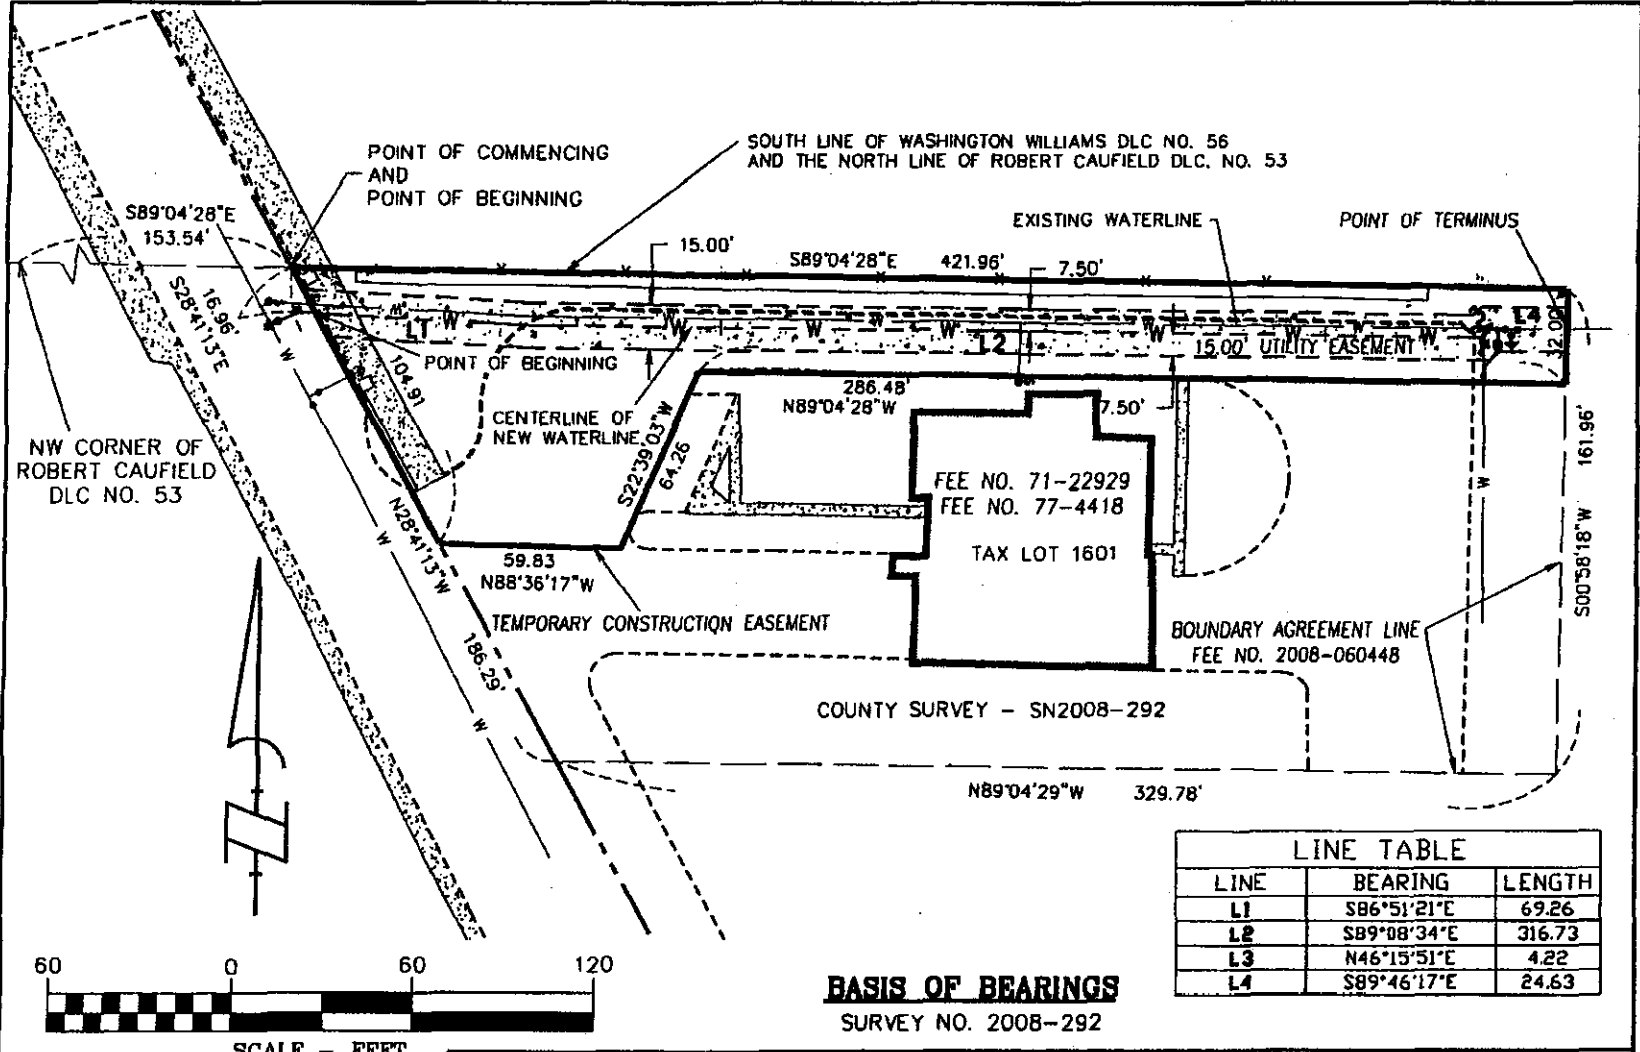 POINT OF COMMENCING
AND
POINT OF BEGINNING
SOUTH LINE OF WASHINGTON WILLIAMS DLC NO. 56
AND THE NORTH LINE OF ROBERT CAUFIELD DLC. NO. 53
S89°04'28"E
153.54'
15.00'
S89°04'28"E 421.96'
EXISTING WATERLINE
7.50'
POINT OF TERMINUS
16.96'
S28°41'13"E
L1
W
W
W
W
W
W
W
W
L2
15.00' UTILITY EASEMENT
L4
32.00'
POINT OF BEGINNING
104.91
CENTERLINE OF
NEW WATERLINE
286.48'
N89°04'28"W
7.50'
S22°39'03"W
64.26
NW CORNER OF
ROBERT CAUFIELD
DLC NO. 53
FEE NO. 71-22929
FEE NO. 77-4418
TAX LOT 1601
161.96'
S00°58'18"W
W
W
W
N28°41'13"W
59.83
N88°36'17"W
TEMPORARY CONSTRUCTION EASEMENT
BOUNDARY AGREEMENT LINE
FEE NO. 2008-060448
186.29'
W
COUNTY SURVEY - SN2008-292
N89°04'29"W 329.78'
LINE TABLE
LINE BEARING LENGTH
L1 S86°51'21"E 69.26
L2 S89°08'34"E 316.73
L3 N46°15'51"E 4.22
L4 S89°46'17"E 24.63
60 0 60 120
SCALE - FEET
BASIS OF BEARINGS
SURVEY NO. 2008-292